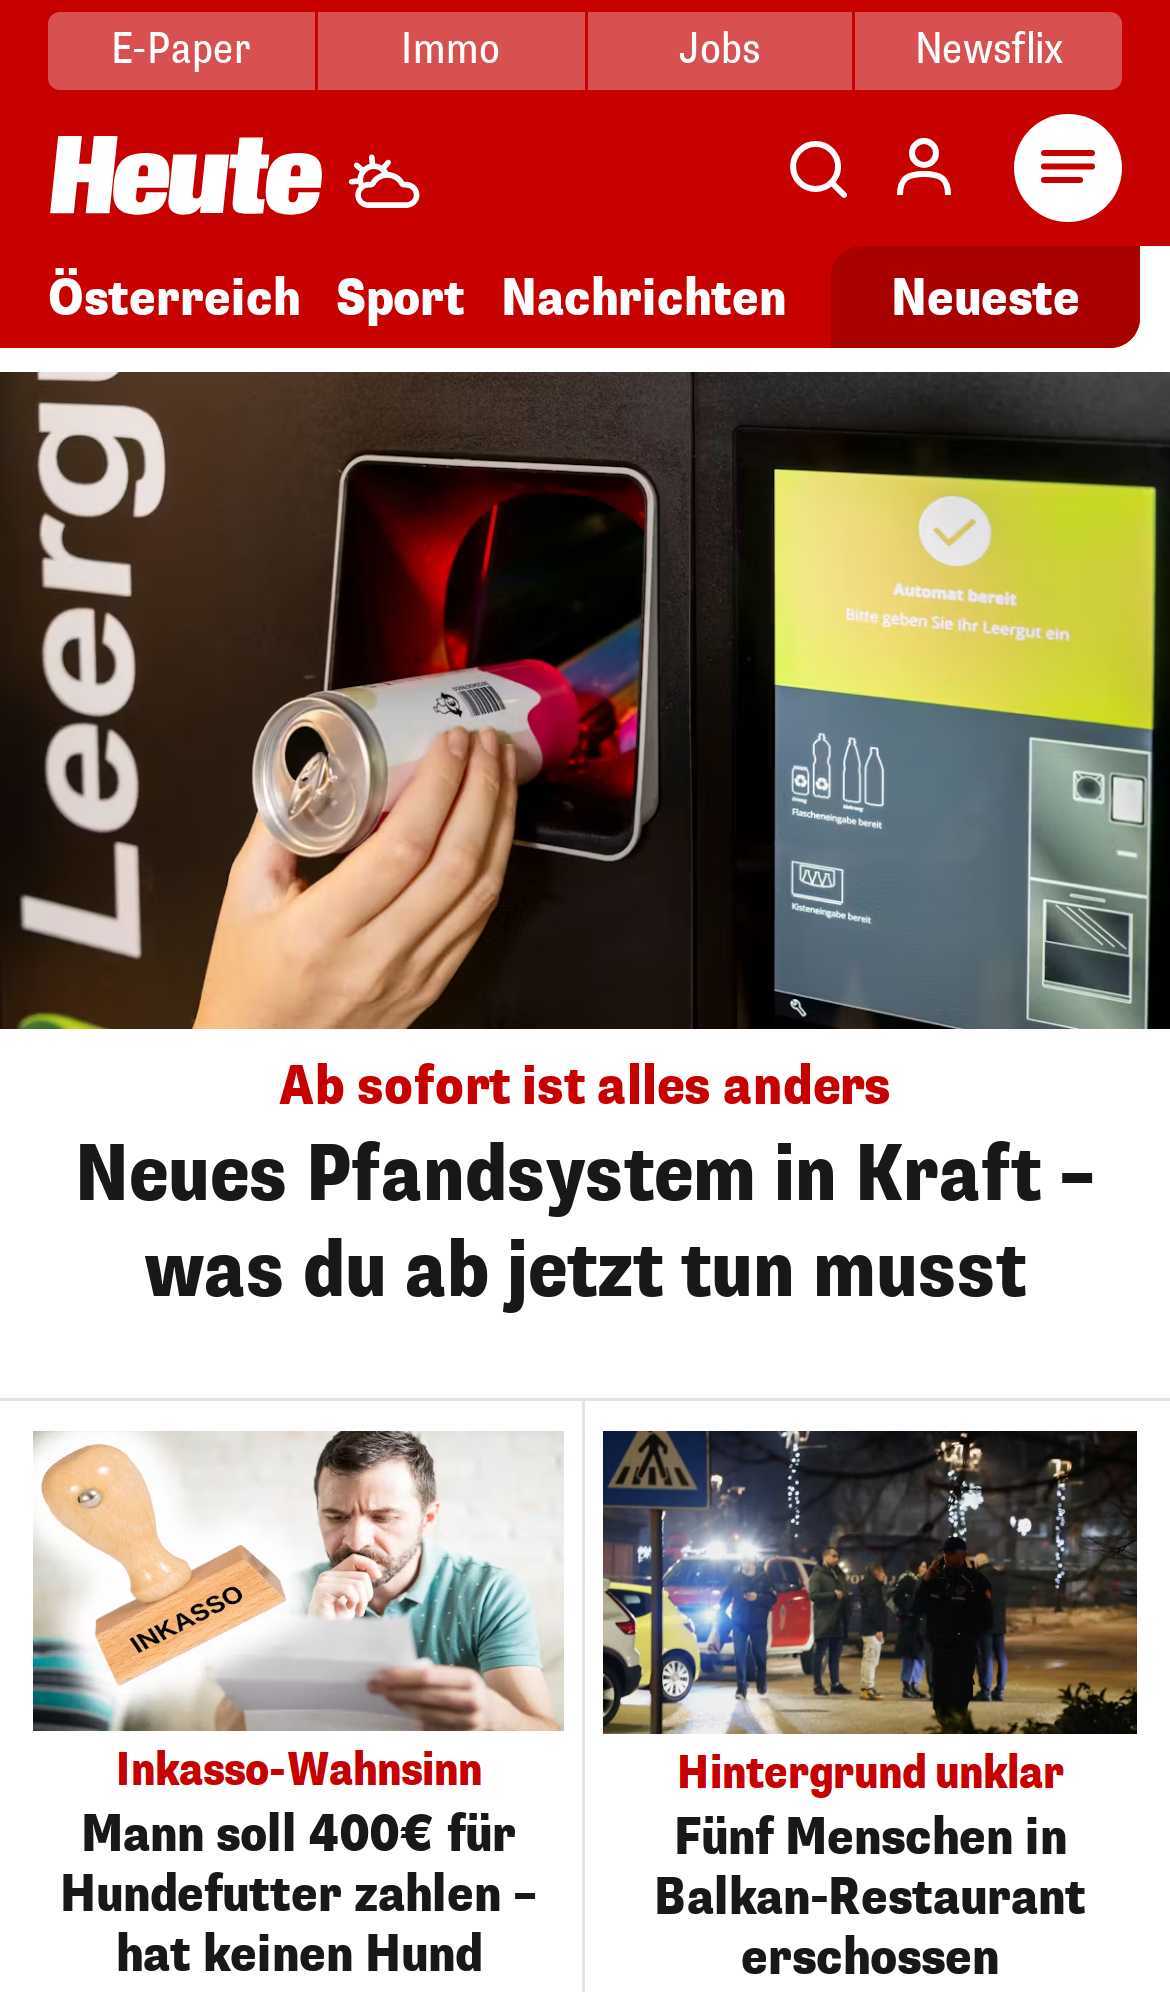 E-Paper
Immo
Jobs
Newsflix
Heute
Österreich
Sport
Nachrichten
Neueste
Leergu
Automat bereit
Bitte geben Sie Ihr Leergut ein
Flascheneingabe bereit
Kisteneingabe bereit
Ab sofort ist alles anders
Neues Pfandsystem in Kraft –
was du ab jetzt tun musst
INKASSO
Inkasso-Wahnsinn
Mann soll 400€ für
Hundefutter zahlen –
hat keinen Hund
Hintergrund unklar
Fünf Menschen in
Balkan-Restaurant
erschossen